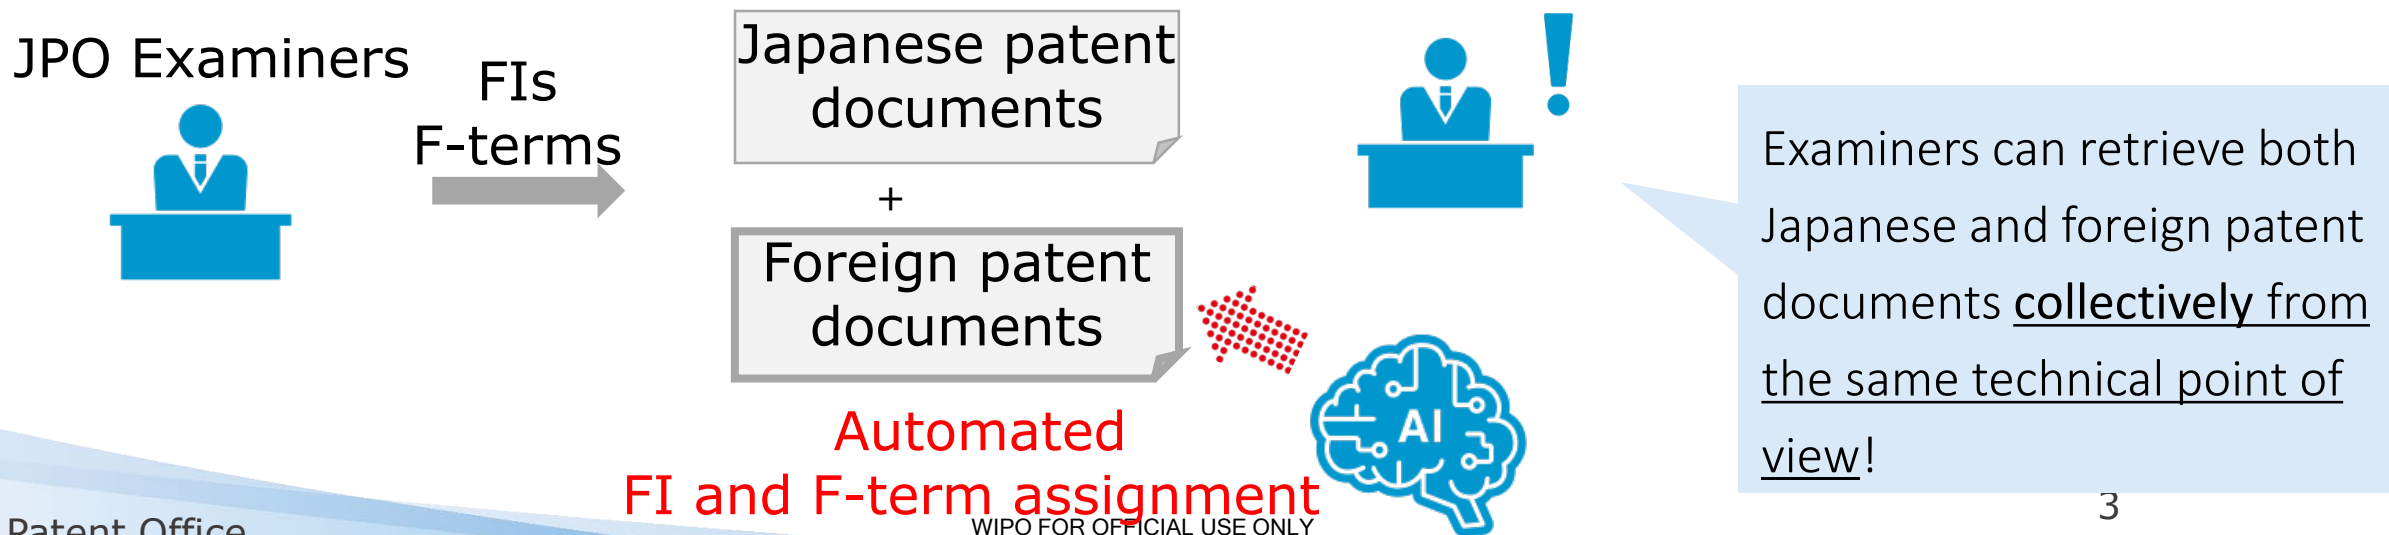 JPO Examiners
FIs
F-terms
Japanese patent
documents
+
Foreign patent
documents
Automated
FI and F-term assignment
AI
Examiners can retrieve both
Japanese and foreign patent
documents collectively from
the same technical point of
view!
Patent Office
WIPO FOR OFFICIAL USE ONLY
3